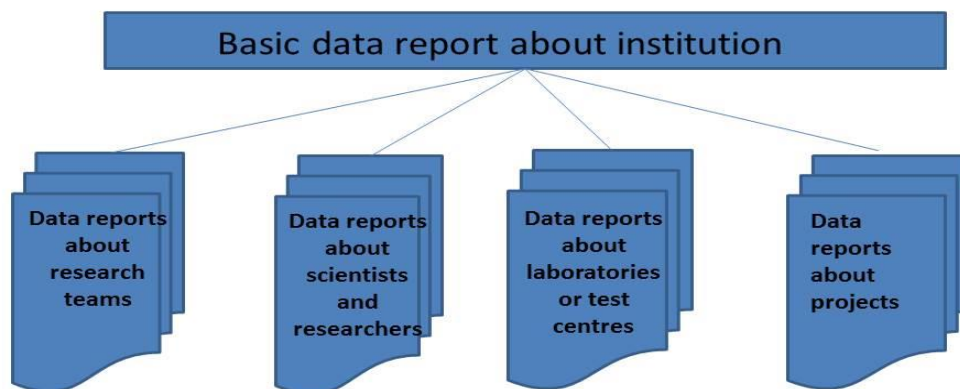 Basic data report about institution
Data reports
about
research
teams
Data reports
about
scientists
and
researchers
Data reports
about
laboratories
or test
centres
Data
reports
about
projects